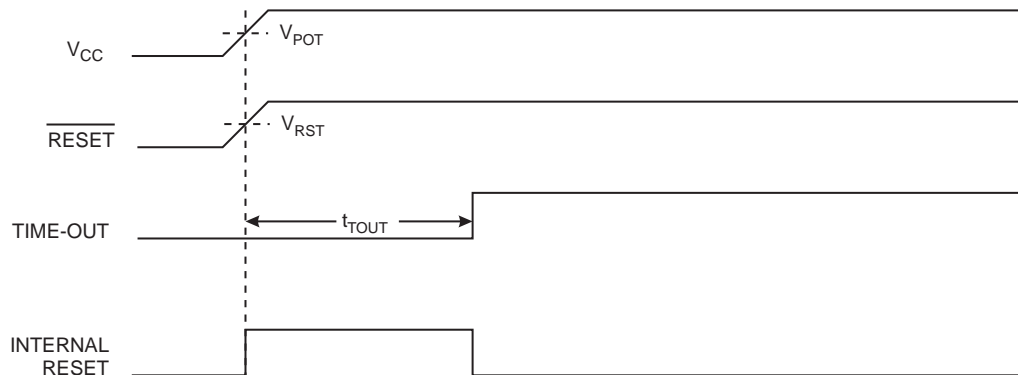 VCC
VPOT
RESET
VRST
TIME-OUT
tTOUT
INTERNAL
RESET